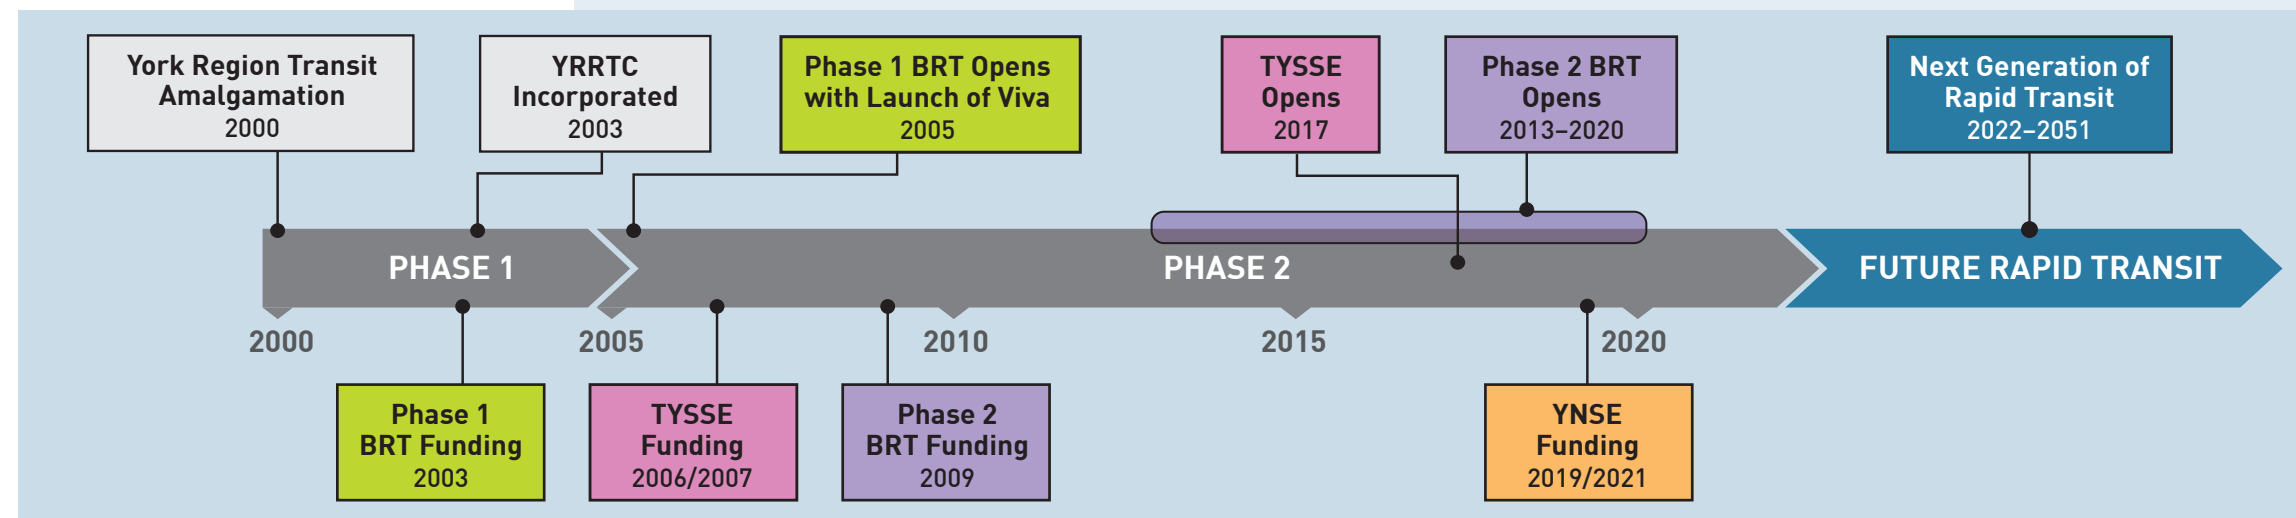 York Region Transit
Amalgamation
2000
YRRTC
Incorporated
2003
Phase 1 BRT Opens
with Launch of Viva
2005
TYSSE
Opens
2017
Phase 2 BRT
Opens
2013–2020
Next Generation of
Rapid Transit
2022–2051
PHASE 1
PHASE 2
FUTURE RAPID TRANSIT
2000
2005
2010
2015
2020
Phase 1
BRT Funding
2003
TYSSE
Funding
2006/2007
Phase 2
BRT Funding
2009
YNSE
Funding
2019/2021